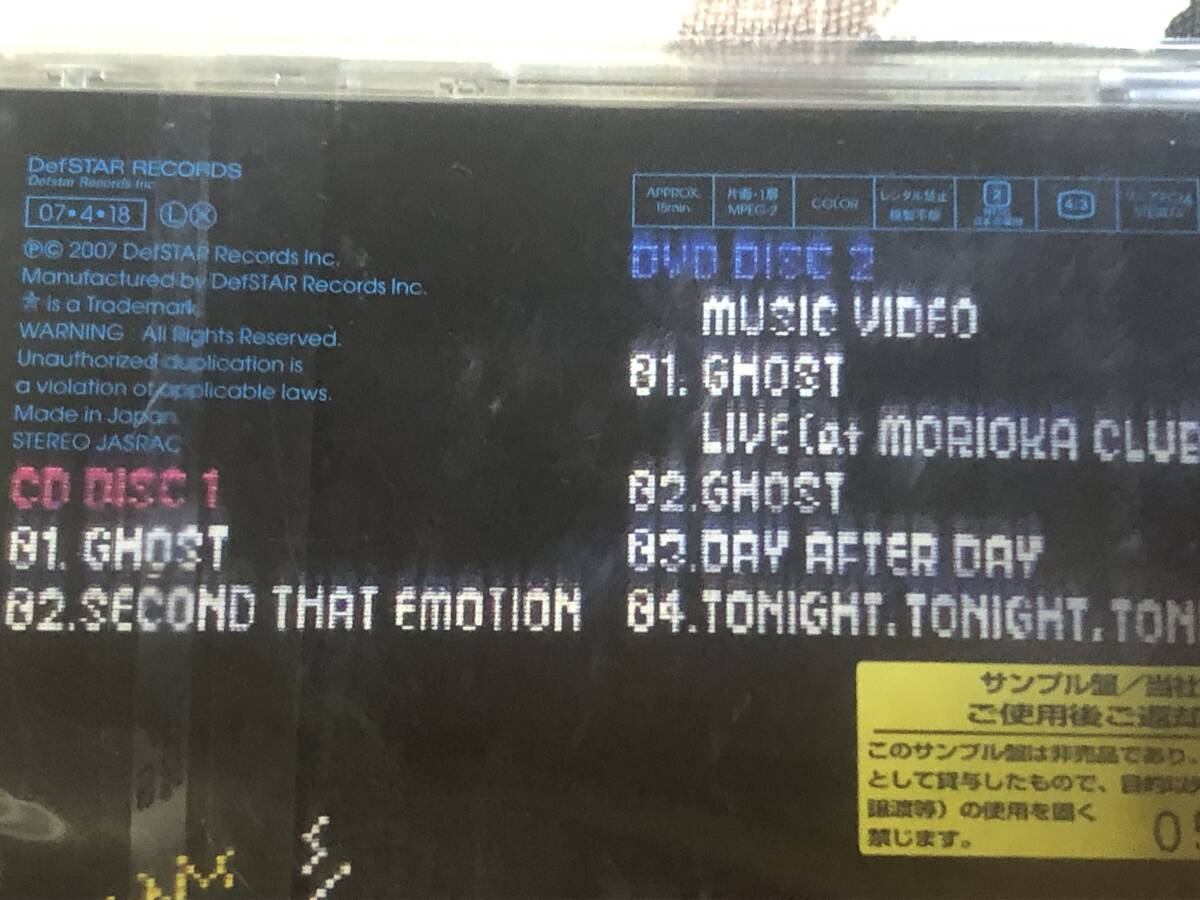 DefSTAR RECORDS
Defstar Records Inc
07•4•18 Ⓛ Ⓧ
℗© 2007 DefSTAR Records Inc.
Manufactured by DefSTAR Records Inc.
is a Trademark
WARNING : All Rights Reserved.
Unauthorized duplication is
a violation of applicable laws.
Made in Japan
STEREO JASRAC
CD DISC 1
01. GHOST
02.SECOND THAT EMOTION
APPROX. 15min.
片面・1層 MPEG-2
COLOR
レンタル禁止 複製不能
2
4:3
DVD DISC 2
MUSIC VIDEO
01. GHOST
LIVE(at MORIOKA CLUB
02.GHOST
03.DAY AFTER DAY
04.TONIGHT.TONIGHT.TON
サンプル盤／当社
ご使用後ご返却
このサンプル盤は非売品であり、
として貸与したもので、目的以
譲渡等）の使用を固く
禁じます。